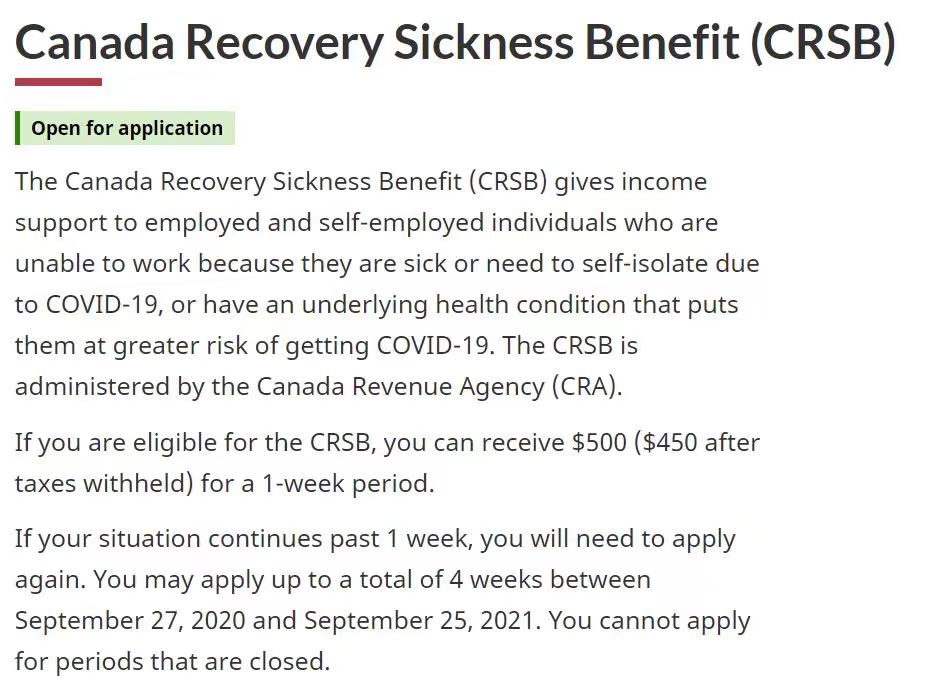 Canada Recovery Sickness Benefit (CRSB)
Open for application
The Canada Recovery Sickness Benefit (CRSB) gives income
support to employed and self-employed individuals who are
unable to work because they are sick or need to self-isolate due
to COVID-19, or have an underlying health condition that puts
them at greater risk of getting COVID-19. The CRSB is
administered by the Canada Revenue Agency (CRA).
If you are eligible for the CRSB, you can receive $500 ($450 after
taxes withheld) for a 1-week period.
If your situation continues past 1 week, you will need to apply
again. You may apply up to a total of 4 weeks between
September 27, 2020 and September 25, 2021. You cannot apply
for periods that are closed.